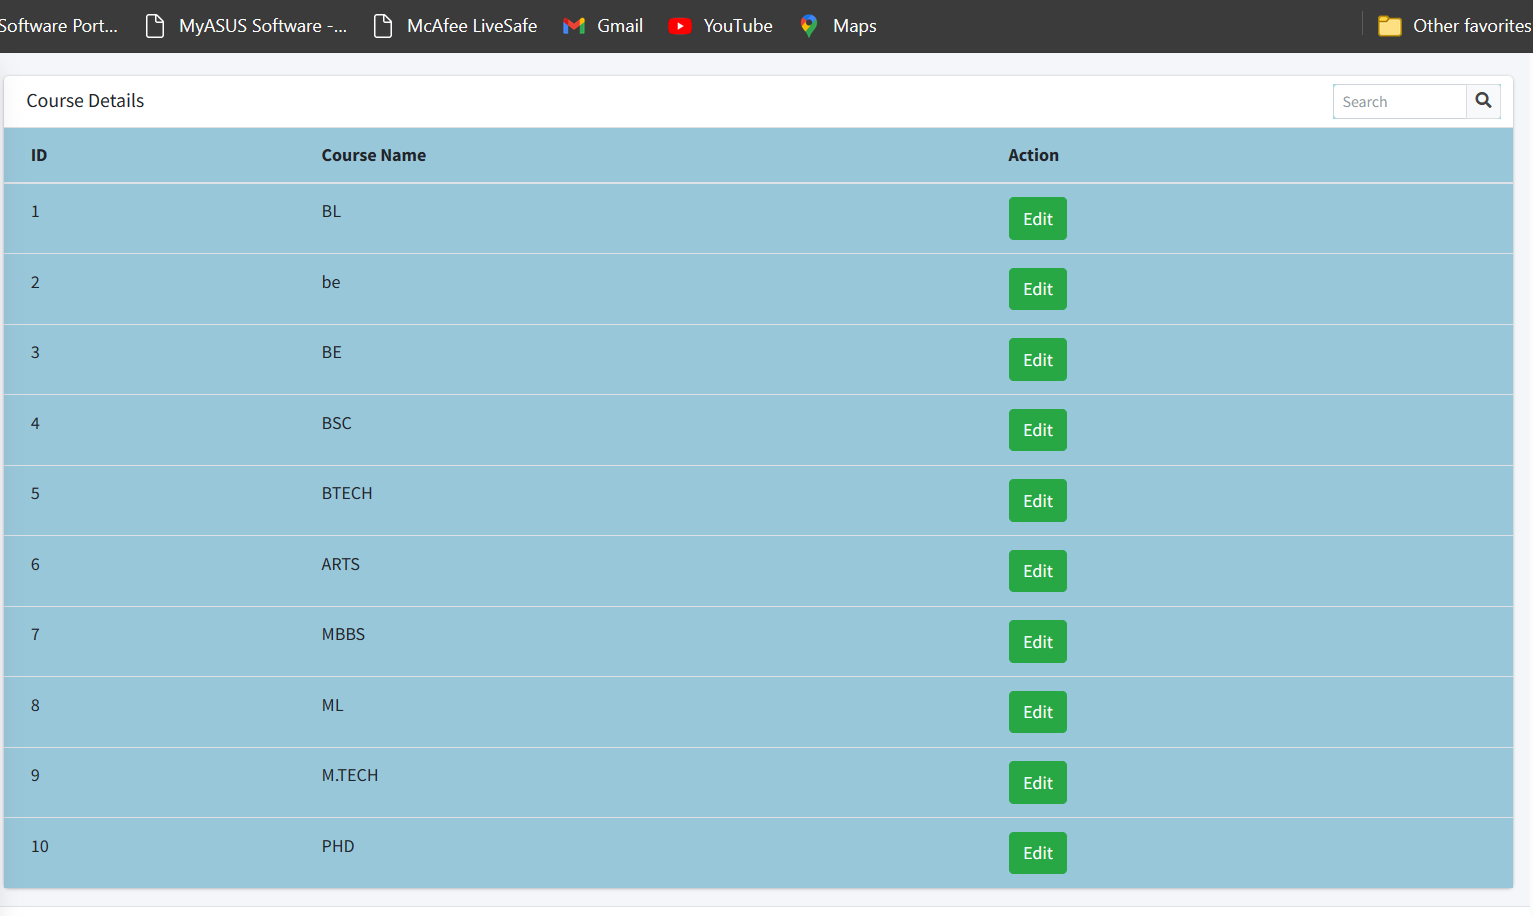 Software Port... MyASUS Software -... McAfee LiveSafe Gmail YouTube Maps Other favorites
Course Details Search
ID Course Name Action
1 BL Edit
2 be Edit
3 BE Edit
4 BSC Edit
5 BTECH Edit
6 ARTS Edit
7 MBBS Edit
8 ML Edit
9 M.TECH Edit
10 PHD Edit